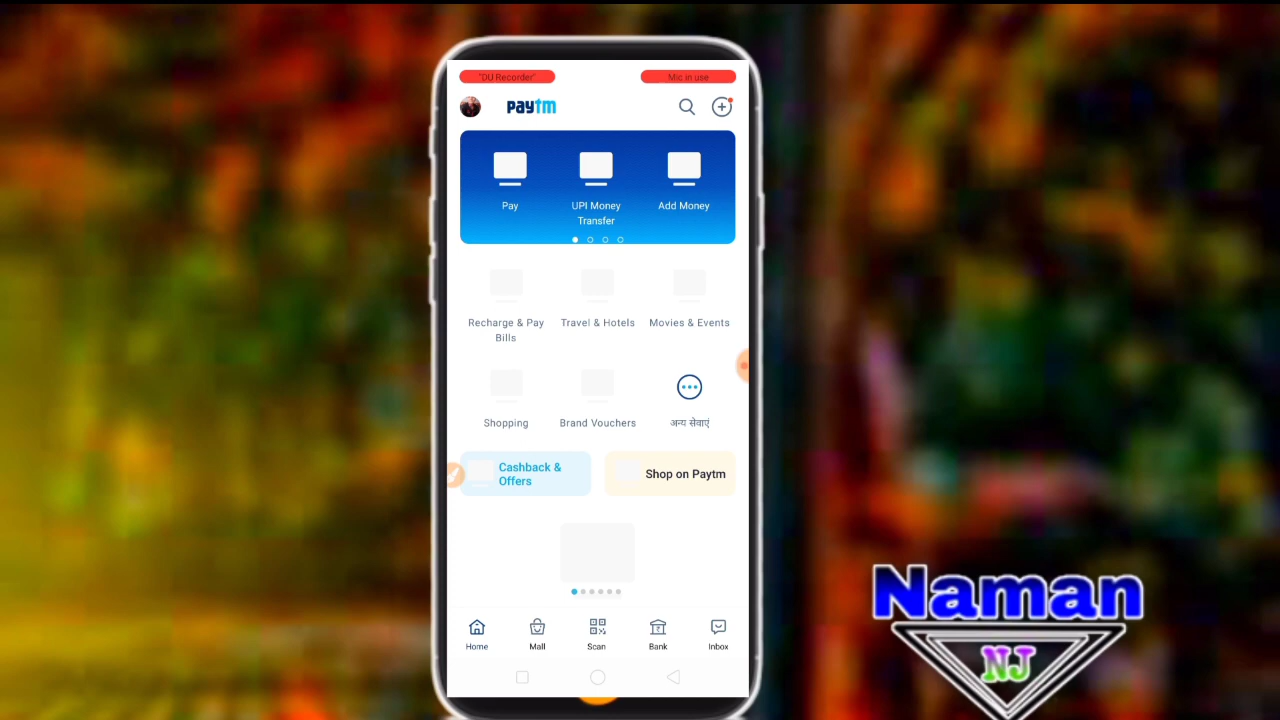 "DU Recorder"
Mic in use
paytm
Pay
UPI Money
Transfer
Add Money
Recharge & Pay
Bills
Travel & Hotels
Movies & Events
Shopping
Brand Vouchers
अन्य सेवाएं
Cashback &
Offers
Shop on Paytm
Home
Mall
Scan
Bank
Inbox
Naman
NJ